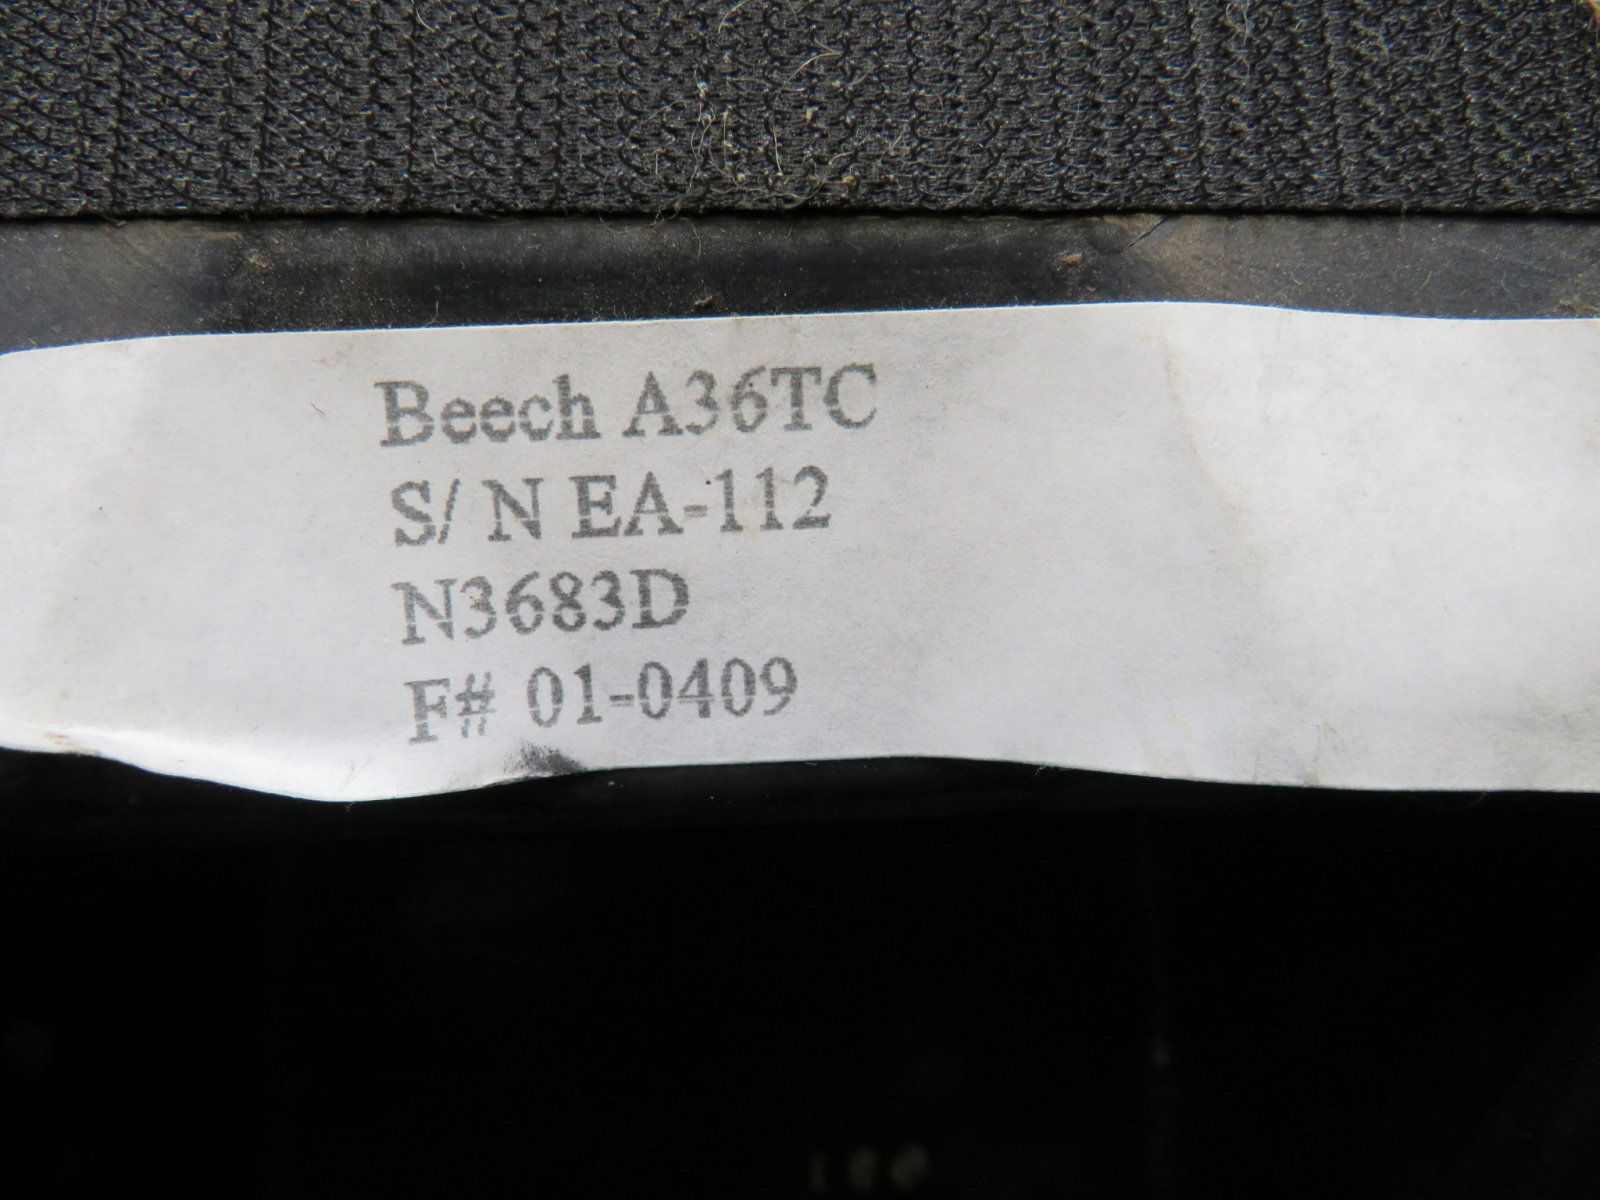 Beech A36TC
S/ N EA-112
N3683D
F# 01-0409